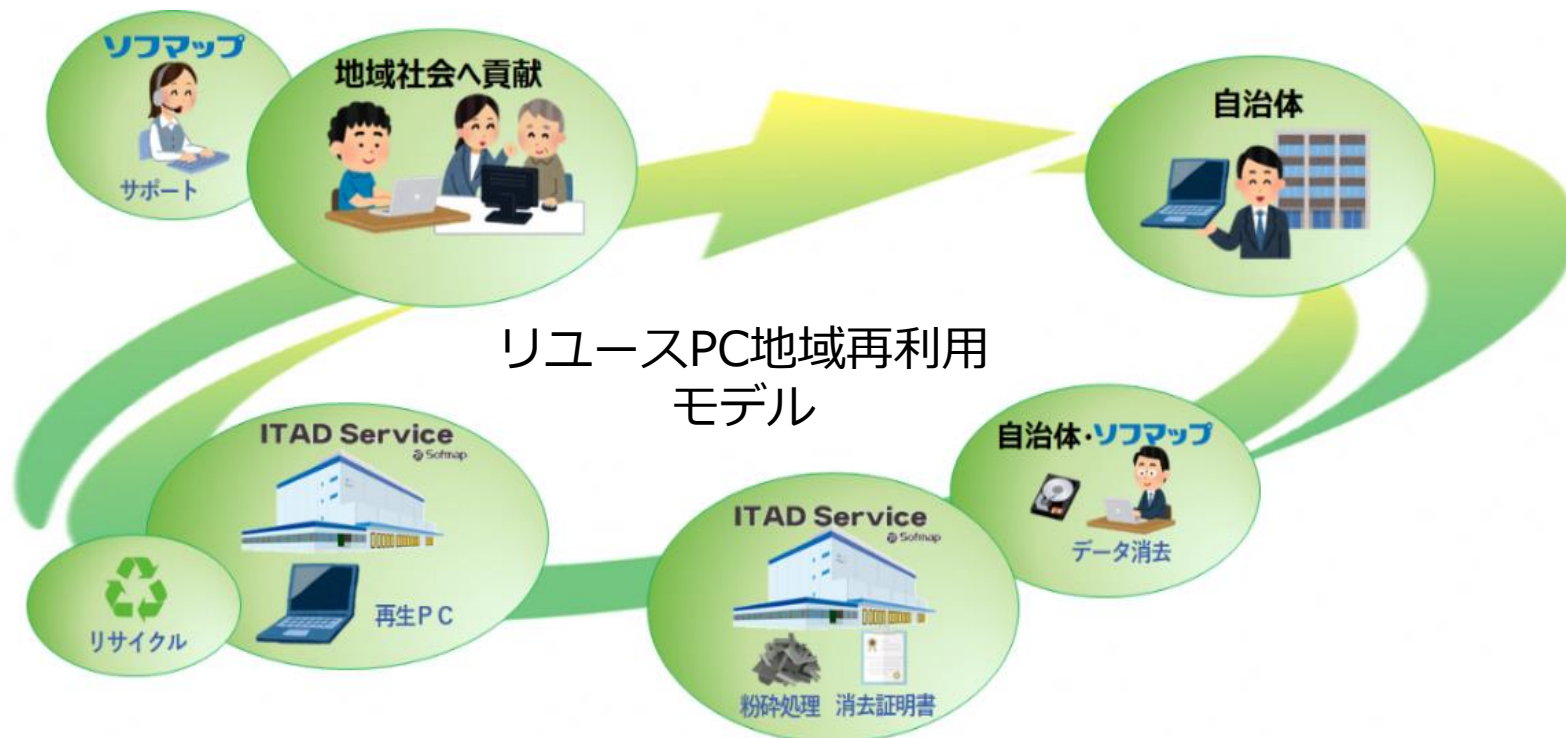 ソフマップ
サポート
地域社会へ貢献
自治体
リユースPC地域再利用
モデル
自治体・ソフマップ
データ消去
ITAD Service
Sofmap
粉砕処理 消去証明書
ITAD Service
Sofmap
再生PC
リサイクル